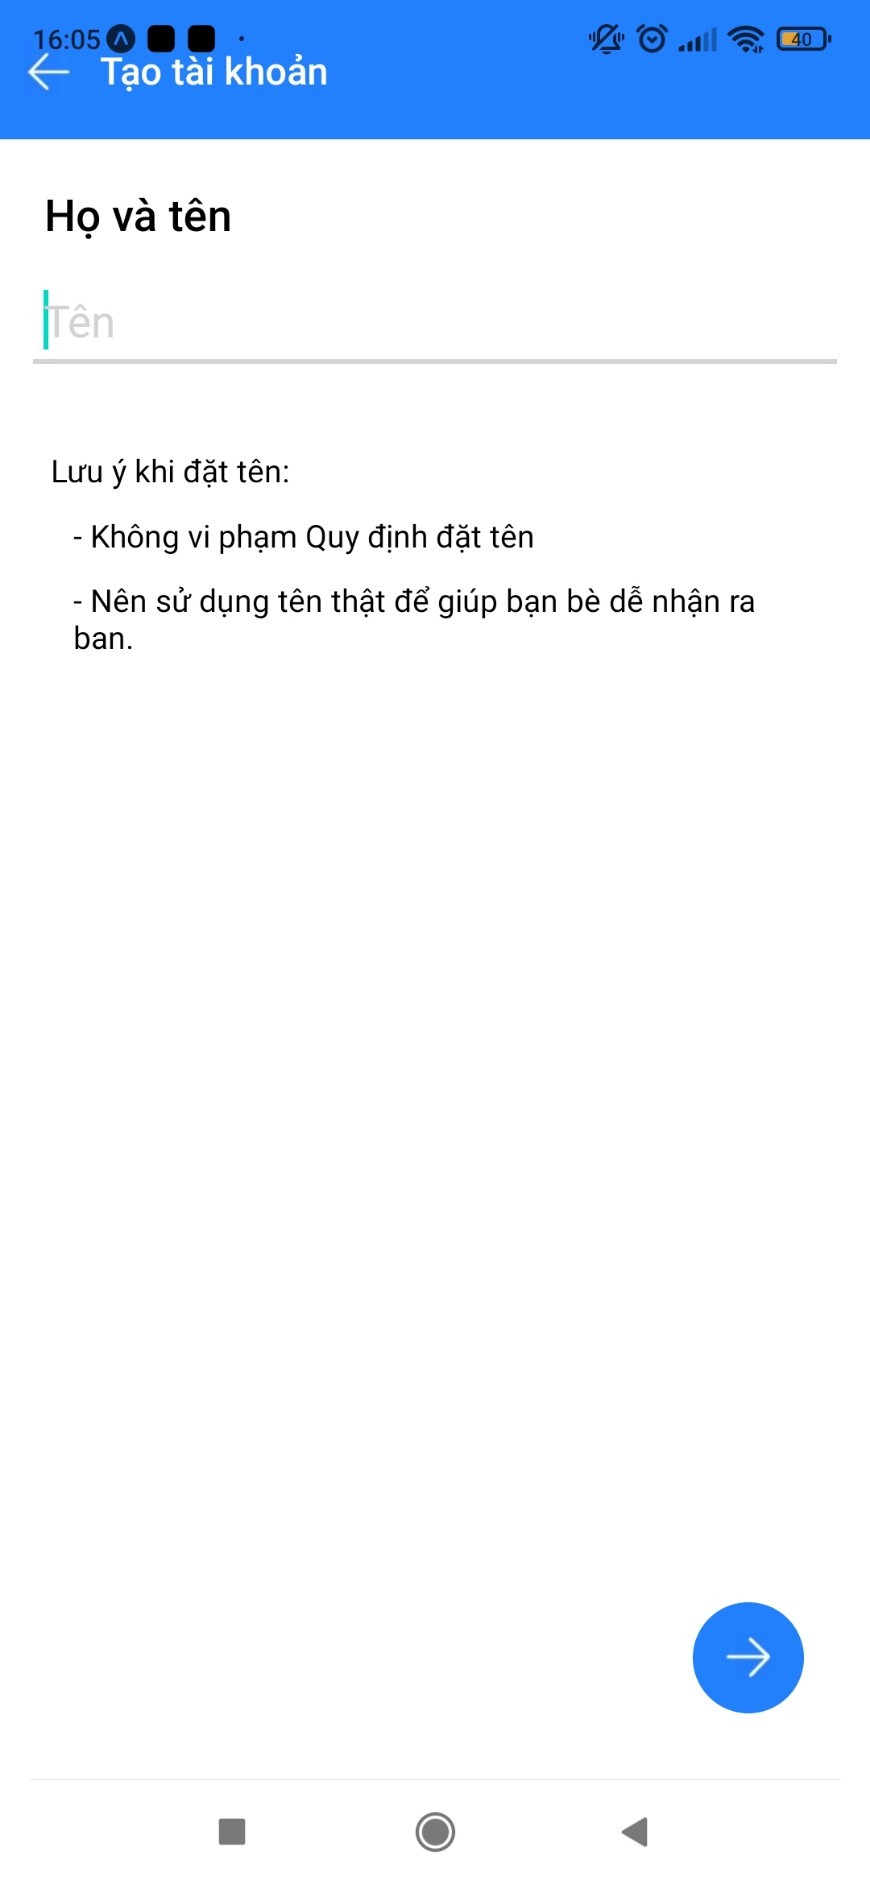 16:05
40
Tạo tài khoản
Họ và tên
Tên
Lưu ý khi đặt tên:
- Không vi phạm Quy định đặt tên
- Nên sử dụng tên thật để giúp bạn bè dễ nhận ra
ban.